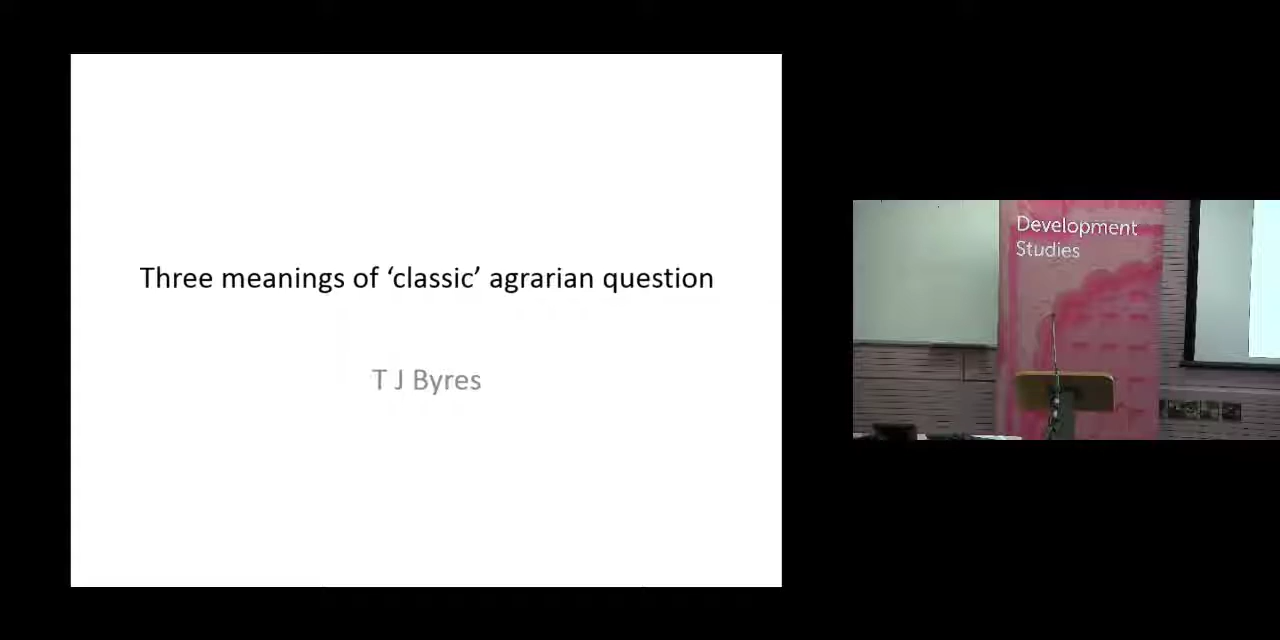 Three meanings of ‘classic’ agrarian question
T J Byres
Development
Studies